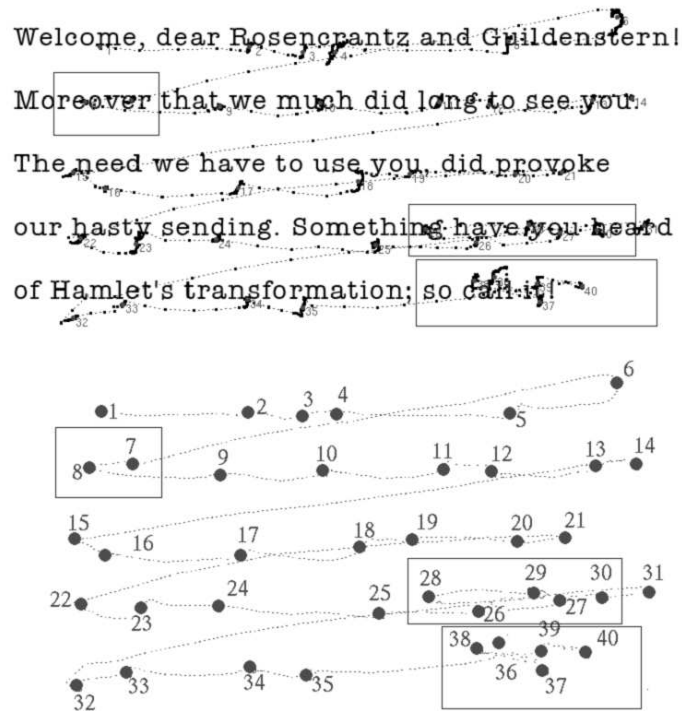 Welcome, dear Rosencrantz and Guildenstern!
Moreover that we much did long to see you.
The need we have to use you, did provoke
our hasty sending. Something have you heard
of Hamlet's transformation; so call it!
1 2 3 4 5 6
7 8 9 10 11 12 13 14
15 16 17 18 19 20 21
22 23 24 25 26 27 28 29 30 31
32 33 34 35 36 37 38 39 40